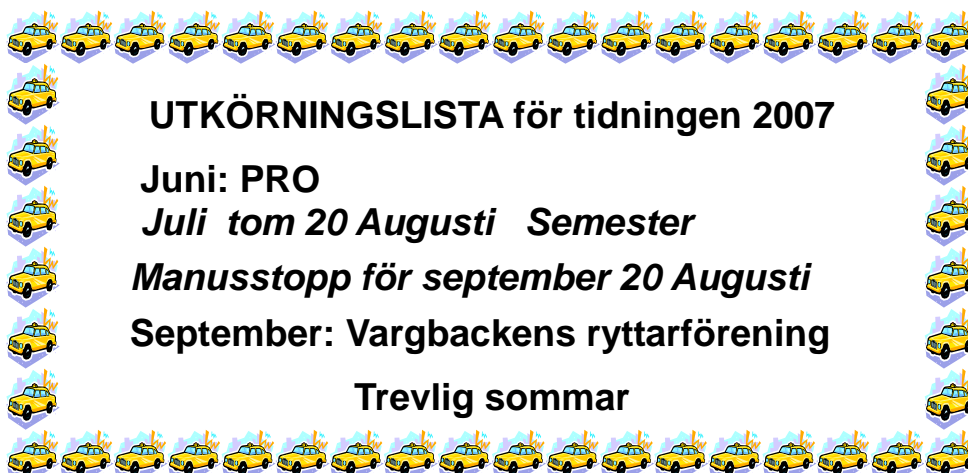 UTKÖRNINGSLISTA för tidningen 2007
Juni: PRO
Juli tom 20 Augusti Semester
Manusstopp för september 20 Augusti
September: Vargbackens ryttarförening
Trevlig sommar